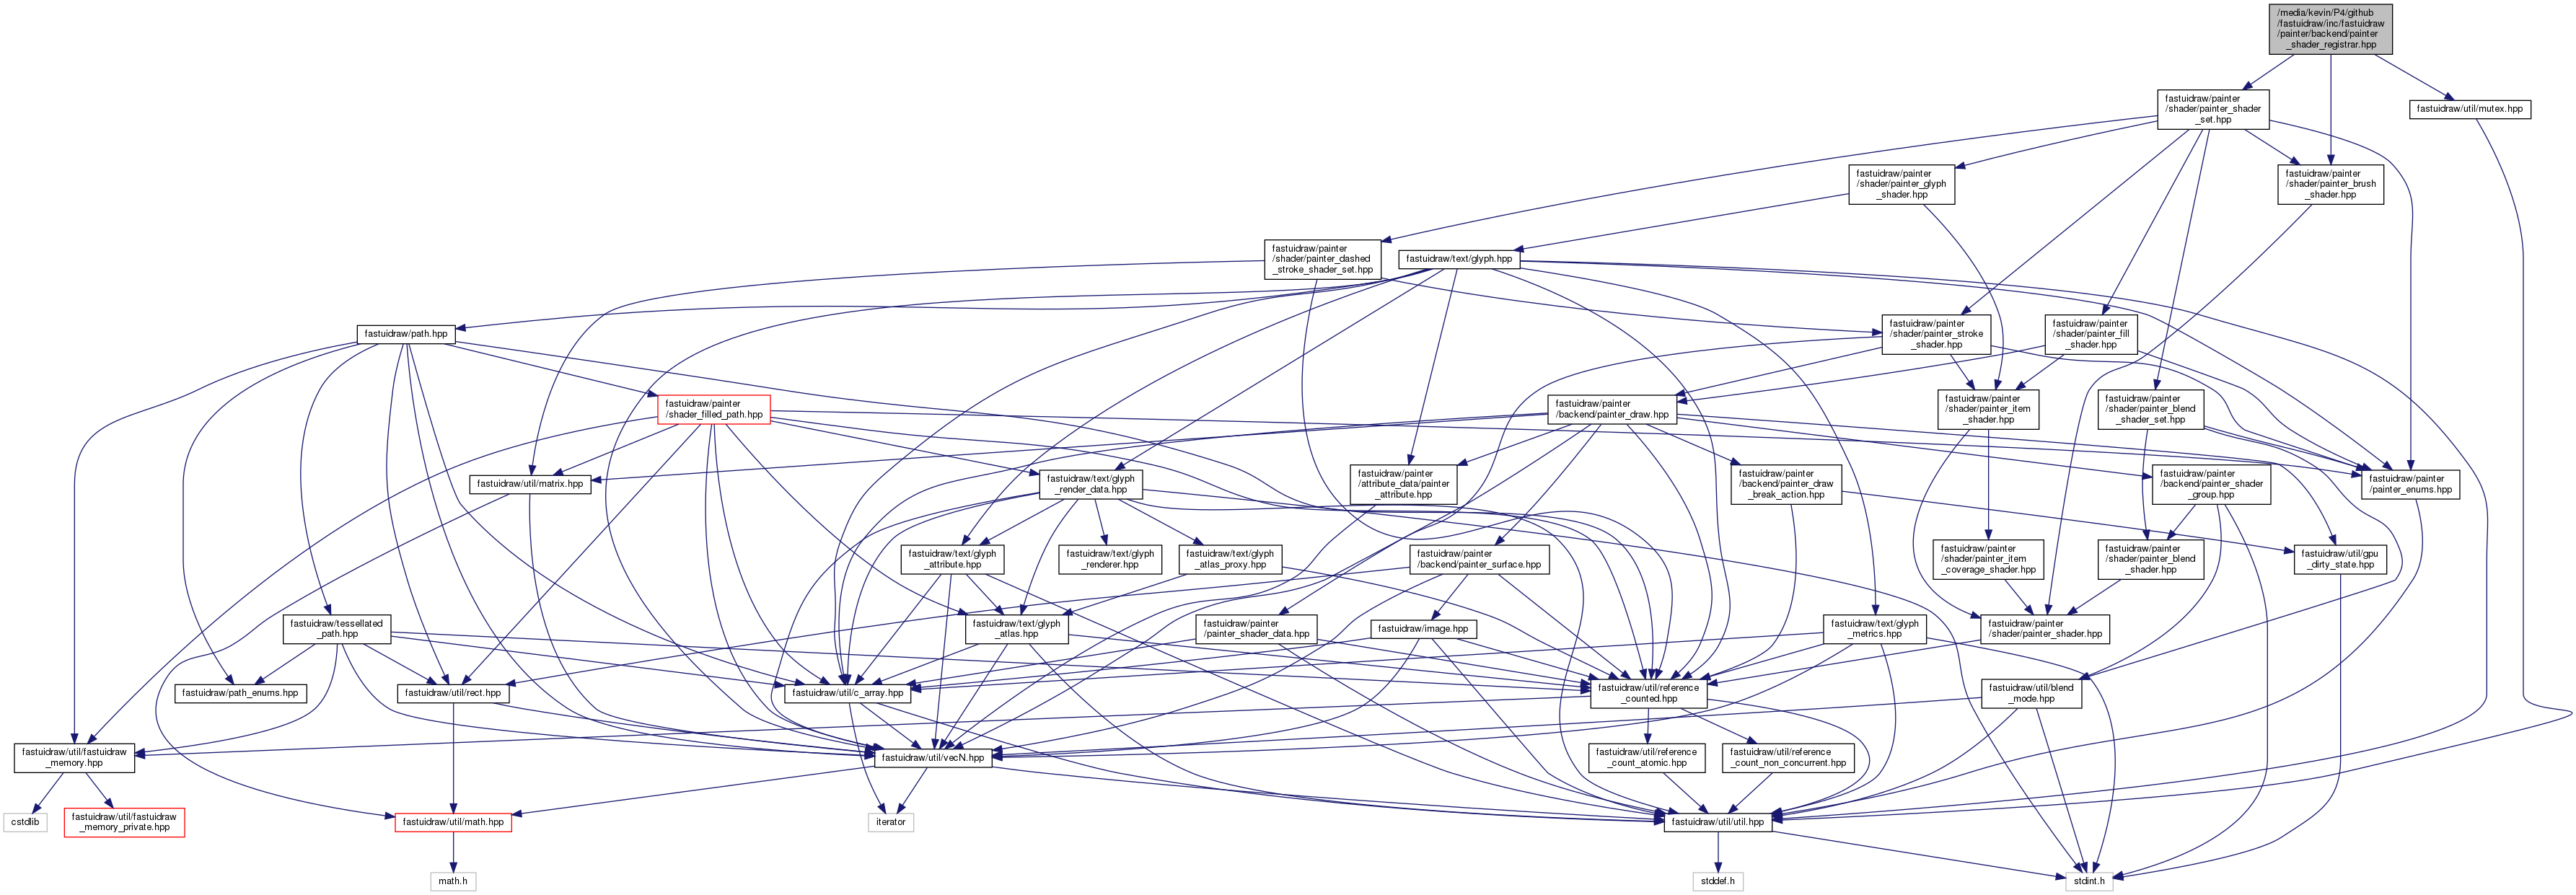 /media/kevin/P4/github
/fastuidraw/inc/fastuidraw
/painter/backend/painter
_shader_registrar.hpp
fastuidraw/painter
/shader/painter_shader
_set.hpp
fastuidraw/util/mutex.hpp
fastuidraw/painter
/shader/painter_glyph
_shader.hpp
fastuidraw/painter
/shader/painter_brush
_shader.hpp
fastuidraw/painter
/shader/painter_dashed
_stroke_shader_set.hpp
fastuidraw/text/glyph.hpp
fastuidraw/path.hpp
fastuidraw/painter
/shader/painter_stroke
_shader.hpp
fastuidraw/painter
/shader/painter_fill
_shader.hpp
fastuidraw/painter
/shader_filled_path.hpp
fastuidraw/painter
/backend/painter_draw.hpp
fastuidraw/painter
/shader/painter_item
_shader.hpp
fastuidraw/painter
/shader/painter_blend
_shader_set.hpp
fastuidraw/util/matrix.hpp
fastuidraw/text/glyph
_render_data.hpp
fastuidraw/painter
/attribute_data/painter
_attribute.hpp
fastuidraw/painter
/backend/painter_draw
_break_action.hpp
fastuidraw/painter
/backend/painter_shader
_group.hpp
fastuidraw/painter
/painter_enums.hpp
fastuidraw/text/glyph
_attribute.hpp
fastuidraw/text/glyph
_renderer.hpp
fastuidraw/text/glyph
_atlas_proxy.hpp
fastuidraw/painter
/backend/painter_surface.hpp
fastuidraw/painter
/shader/painter_item
_coverage_shader.hpp
fastuidraw/painter
/shader/painter_blend
_shader.hpp
fastuidraw/util/gpu
_dirty_state.hpp
fastuidraw/tessellated
_path.hpp
fastuidraw/text/glyph
_atlas.hpp
fastuidraw/painter
/painter_shader_data.hpp
fastuidraw/image.hpp
fastuidraw/text/glyph
_metrics.hpp
fastuidraw/painter
/shader/painter_shader.hpp
fastuidraw/path_enums.hpp
fastuidraw/util/rect.hpp
fastuidraw/util/c_array.hpp
fastuidraw/util/reference
_counted.hpp
fastuidraw/util/blend
_mode.hpp
fastuidraw/util/fastuidraw
_memory.hpp
fastuidraw/util/vecN.hpp
fastuidraw/util/reference
_count_atomic.hpp
fastuidraw/util/reference
_count_non_concurrent.hpp
cstdlib
fastuidraw/util/fastuidraw
_memory_private.hpp
fastuidraw/util/math.hpp
iterator
fastuidraw/util/util.hpp
math.h
stddef.h
stdint.h